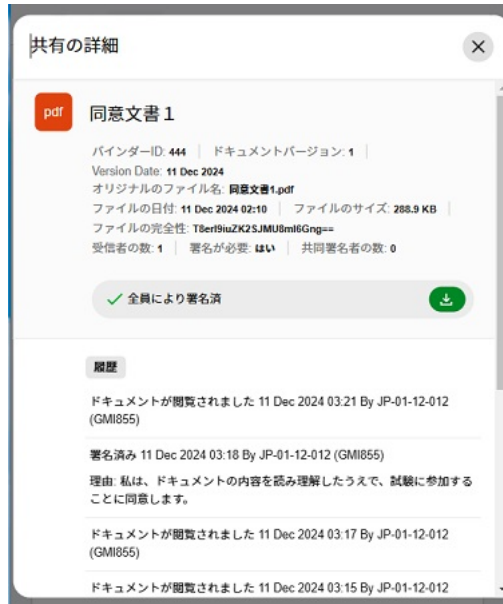 共有の詳細
pdf
同意文書１
バインダーID: 444 | ドキュメントバージョン: 1 |
Version Date: 11 Dec 2024
オリジナルのファイル名: 同意文書1.pdf
ファイルの日付: 11 Dec 2024 02:10 | ファイルのサイズ: 288.9 KB |
ファイルの完全性: T8erl9iuZK2SJMU8ml6Gng==
受信者の数: 1 | 署名が必要: はい | 共同署名者の数: 0
全員により署名済
履歴
ドキュメントが閲覧されました 11 Dec 2024 03:21 By JP-01-12-012
(GMI855)
署名済み 11 Dec 2024 03:18 By JP-01-12-012 (GMI855)
理由: 私は、ドキュメントの内容を読み理解したうえで、試験に参加する
ことに同意します。
ドキュメントが閲覧されました 11 Dec 2024 03:17 By JP-01-12-012
(GMI855)
ドキュメントが閲覧されました 11 Dec 2024 03:15 By JP-01-12-012